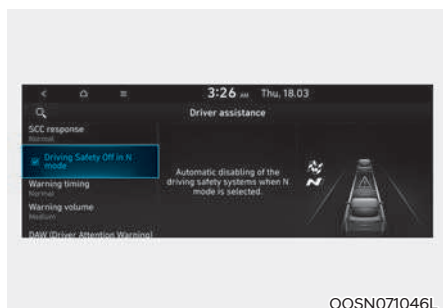 3:26 AM Thu, 18.03
Driver assistance
SCC response
Normal
Driving Safety Off in N
mode
Automatic disabling of the
driving safety systems when N
mode is selected.
Warning timing
Normal
Warning volume
Medium
DAW (Driver Attention Warning)
OOSN071046L